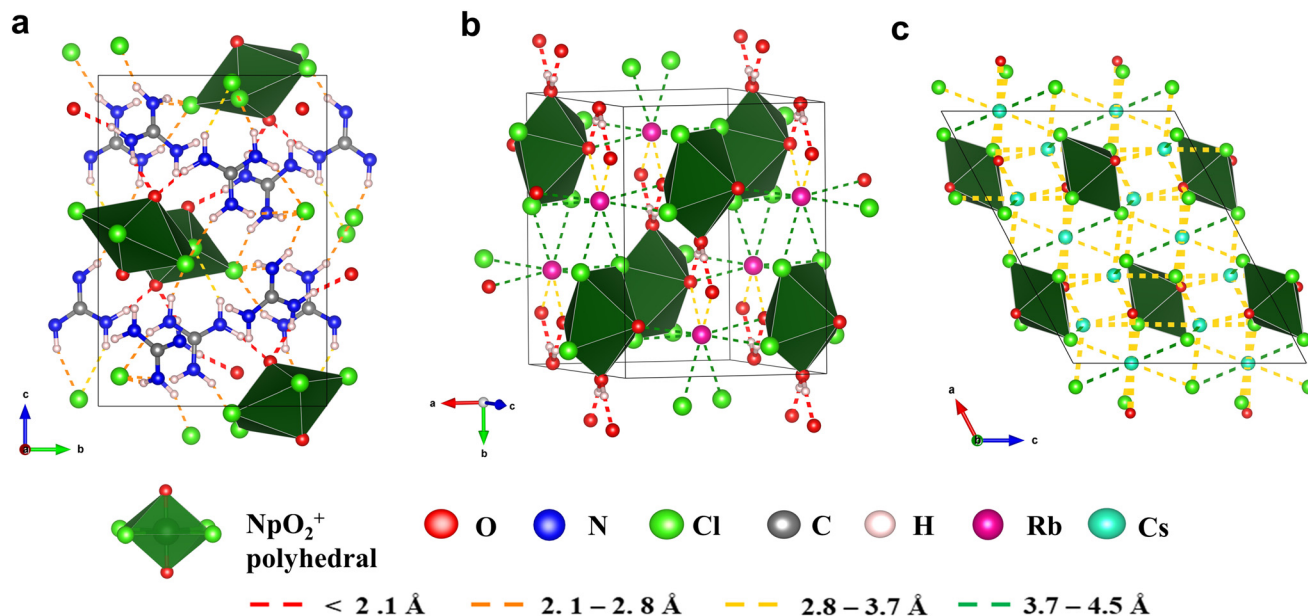 a
b
c
c
a
b
a
c
b
a
b
c
NpO₂⁺ polyhedral
O
N
Cl
C
H
Rb
Cs
< 2 .1 Å
2. 1 – 2. 8 Å
2.8 – 3.7 Å
3.7 – 4.5 Å